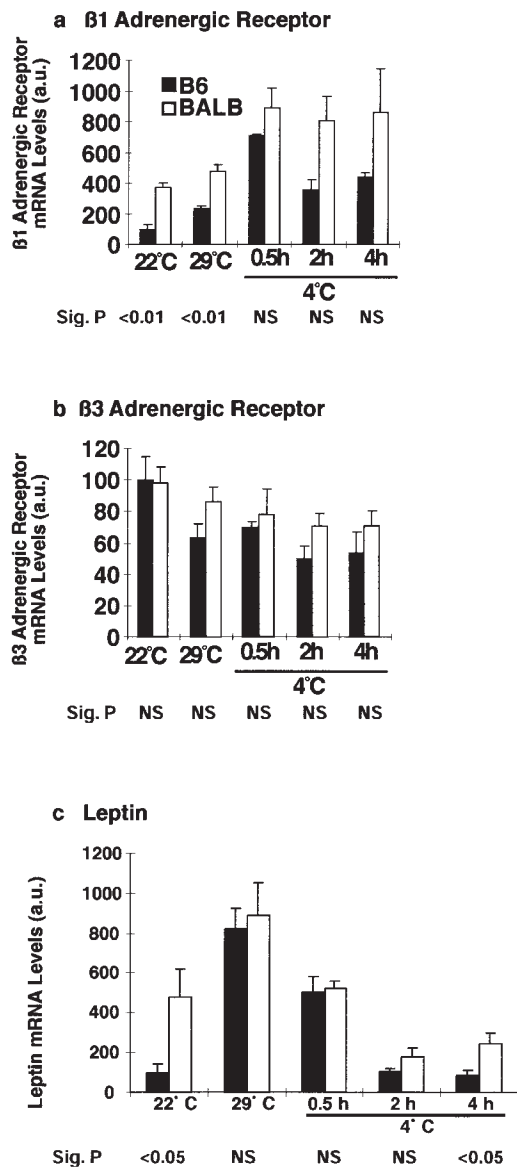 a ß1 Adrenergic Receptor
ß1 Adrenergic Receptor
mRNA Levels (a.u.)
1200
1000
800
600
400
200
0
B6
BALB
22°C 29°C 0.5h 2h 4h
4°C
Sig. P <0.01 <0.01 NS NS NS
b ß3 Adrenergic Receptor
ß3 Adrenergic Receptor
mRNA Levels (a.u.)
120
100
80
60
40
20
0
22°C 29°C 0.5h 2h 4h
4°C
Sig. P NS NS NS NS NS
c Leptin
Leptin mRNA Levels (a.u.)
1200
1000
800
600
400
200
0
22° C 29° C 0.5 h 2 h 4 h
4° C
Sig. P <0.05 NS NS NS <0.05